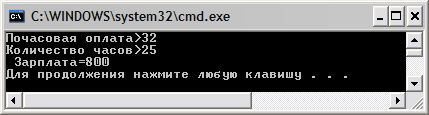 C:\WINDOWS\system32\cmd.exe
Почасовая оплата>32
Количество часов>25
Зарплата=800
Для продолжения нажмите любую клавишу . . .